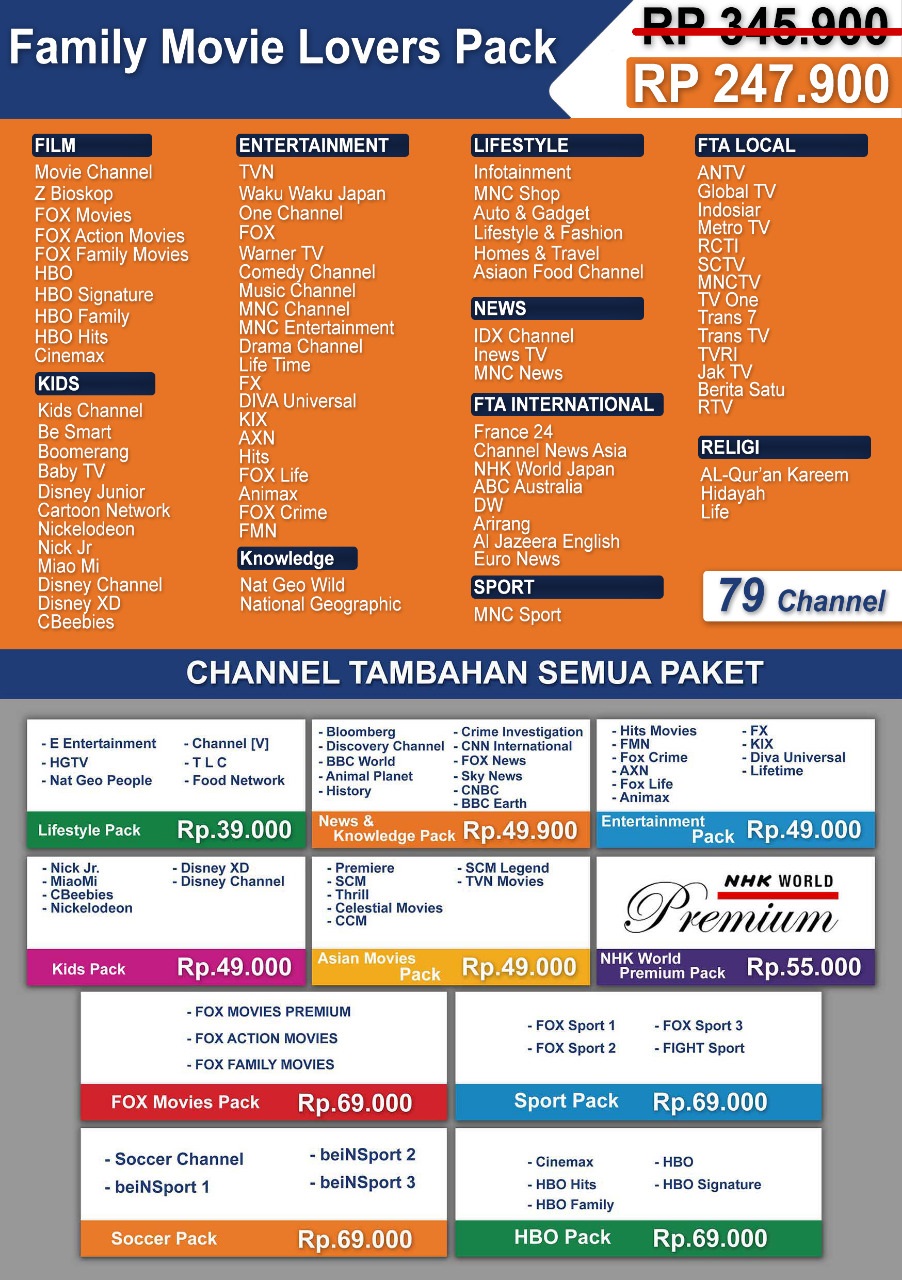 Family Movie Lovers Pack
RP 345.900
RP 247.900
FILM
Movie Channel
Z Bioskop
FOX Movies
FOX Action Movies
FOX Family Movies
HBO
HBO Signature
HBO Family
HBO Hits
Cinemax
KIDS
Kids Channel
Be Smart
Boomerang
Baby TV
Disney Junior
Cartoon Network
Nickelodeon
Nick Jr
Miao Mi
Disney Channel
Disney XD
CBeebies
ENTERTAINMENT
TVN
Waku Waku Japan
One Channel
FOX
Warner TV
Comedy Channel
Music Channel
MNC Channel
MNC Entertainment
Drama Channel
Life Time
FX
DIVA Universal
KIX
AXN
Hits
FOX Life
Animax
FOX Crime
FMN
Knowledge
Nat Geo Wild
National Geographic
LIFESTYLE
Infotainment
MNC Shop
Auto & Gadget
Lifestyle & Fashion
Homes & Travel
Asiaon Food Channel
NEWS
IDX Channel
Inews TV
MNC News
FTA INTERNATIONAL
France 24
Channel News Asia
NHK World Japan
ABC Australia
DW
Arirang
Al Jazeera English
Euro News
SPORT
MNC Sport
FTA LOCAL
ANTV
Global TV
Indosiar
Metro TV
RCTI
SCTV
MNCTV
TV One
Trans 7
Trans TV
TVRI
Jak TV
Berita Satu
RTV
RELIGI
AL-Qur’an Kareem
Hidayah
Life
79 Channel
CHANNEL TAMBAHAN SEMUA PAKET
- E Entertainment
- HGTV
- Nat Geo People
- Channel [V]
- T L C
- Food Network
Lifestyle Pack Rp.39.000
- Bloomberg
- Discovery Channel
- BBC World
- Animal Planet
- History
- Crime Investigation
- CNN International
- FOX News
- Sky News
- CNBC
- BBC Earth
News &
Knowledge Pack Rp.49.900
- Hits Movies
- FMN
- Fox Crime
- AXN
- Fox Life
- Animax
- FX
- KIX
- Diva Universal
- Lifetime
Entertainment
Pack Rp.49.000
- Nick Jr.
- MiaoMi
- CBeebies
- Nickelodeon
- Disney XD
- Disney Channel
Kids Pack Rp.49.000
- Premiere
- SCM
- Thrill
- Celestial Movies
- CCM
- SCM Legend
- TVN Movies
Asian Movies
Pack Rp.49.000
NHK WORLD
Premium
NHK World
Premium Pack Rp.55.000
- FOX MOVIES PREMIUM
- FOX ACTION MOVIES
- FOX FAMILY MOVIES
FOX Movies Pack Rp.69.000
- FOX Sport 1
- FOX Sport 2
- FOX Sport 3
- FIGHT Sport
Sport Pack Rp.69.000
- Soccer Channel
- beiNSport 1
- beiNSport 2
- beiNSport 3
Soccer Pack Rp.69.000
- Cinemax
- HBO Hits
- HBO Family
- HBO
- HBO Signature
HBO Pack Rp.69.000